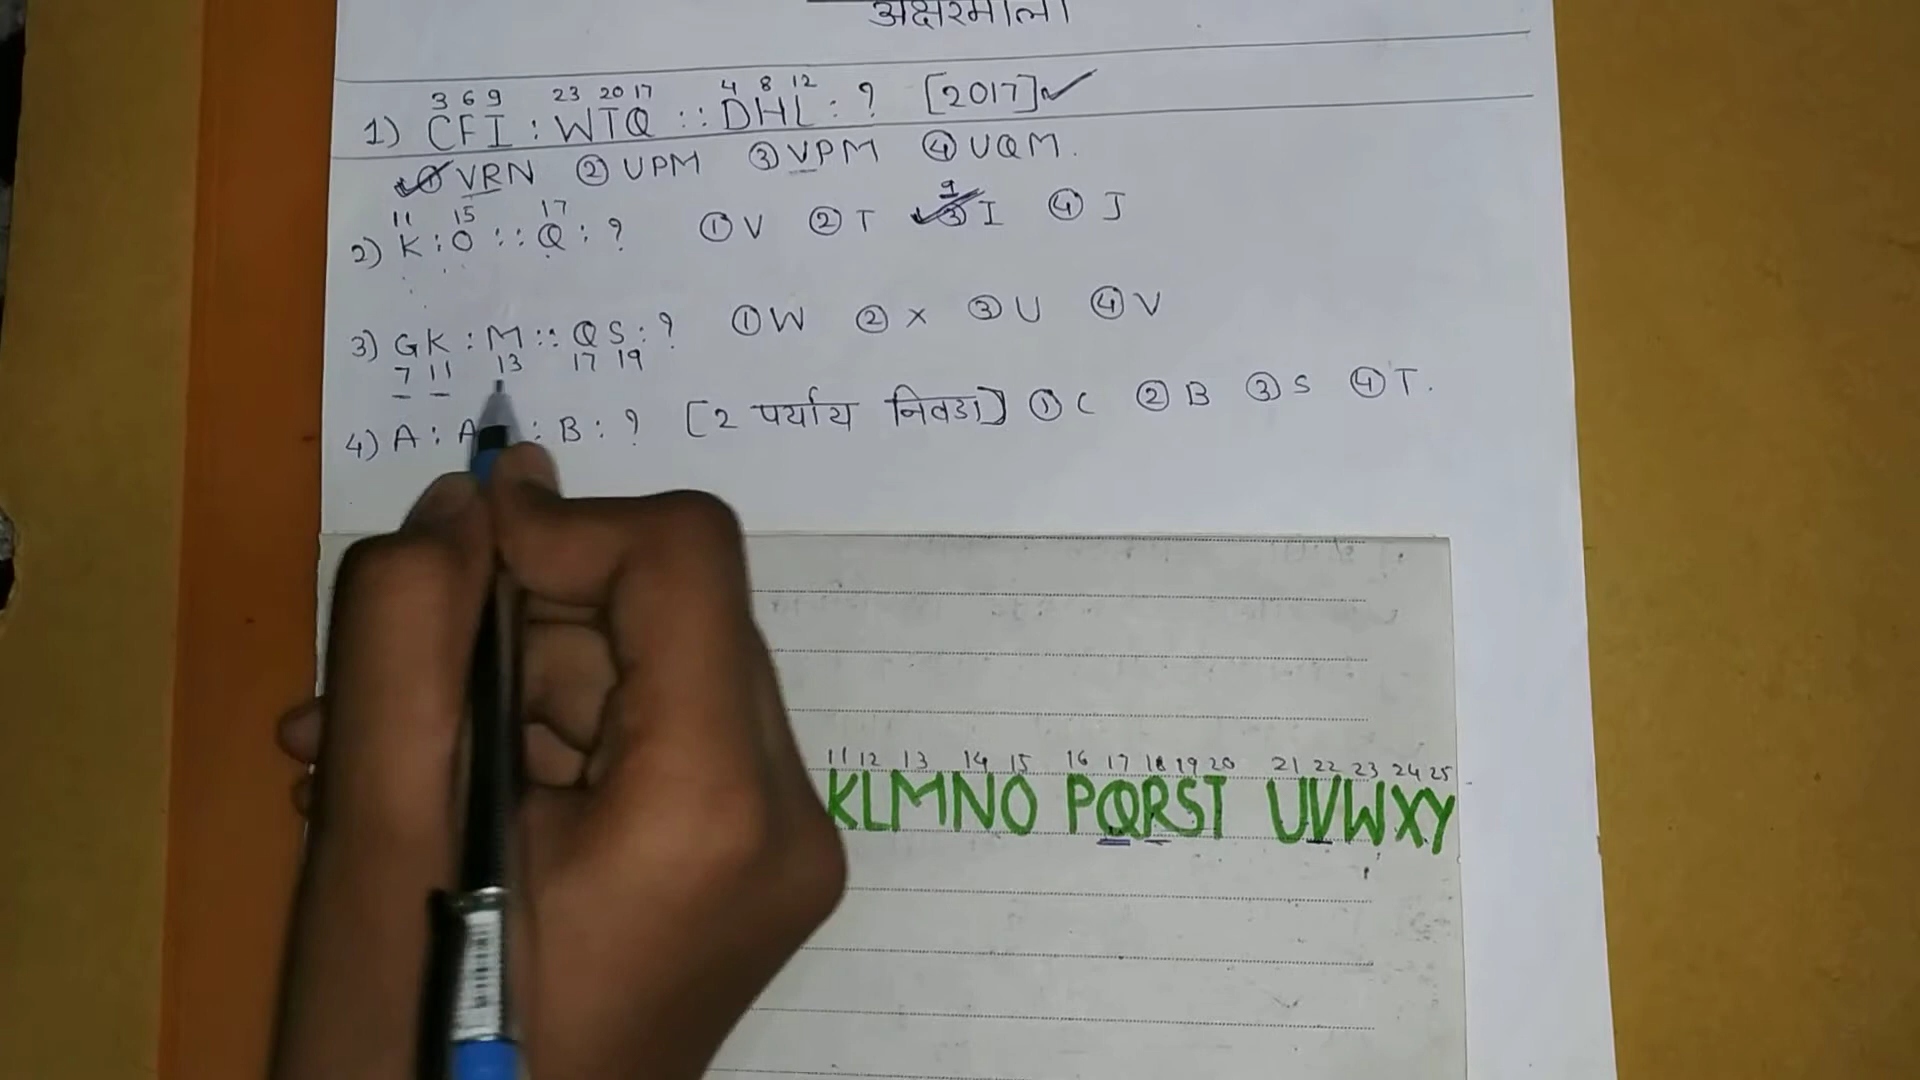 अक्षरमाला
3 6 9 23 20 17 4 8 12
1) CFI : WTQ :: DHL : ? [2017]✓
① VRN ② UPM ③ VPM ④ UQM.
11 15 17 9
2) K : O :: Q : ? ① V ② T ③ I ④ J
3) GK : M :: QS : ? ① W ② X ③ U ④ V
7 11 13 17 19
4) A : A : B : ? [2 पर्याय निवडा] ① C ② B ③ S ④ T.
11 12 13 14 15 16 17 18 19 20 21 22 23 24 25
KLMNO PQRST UVWXY